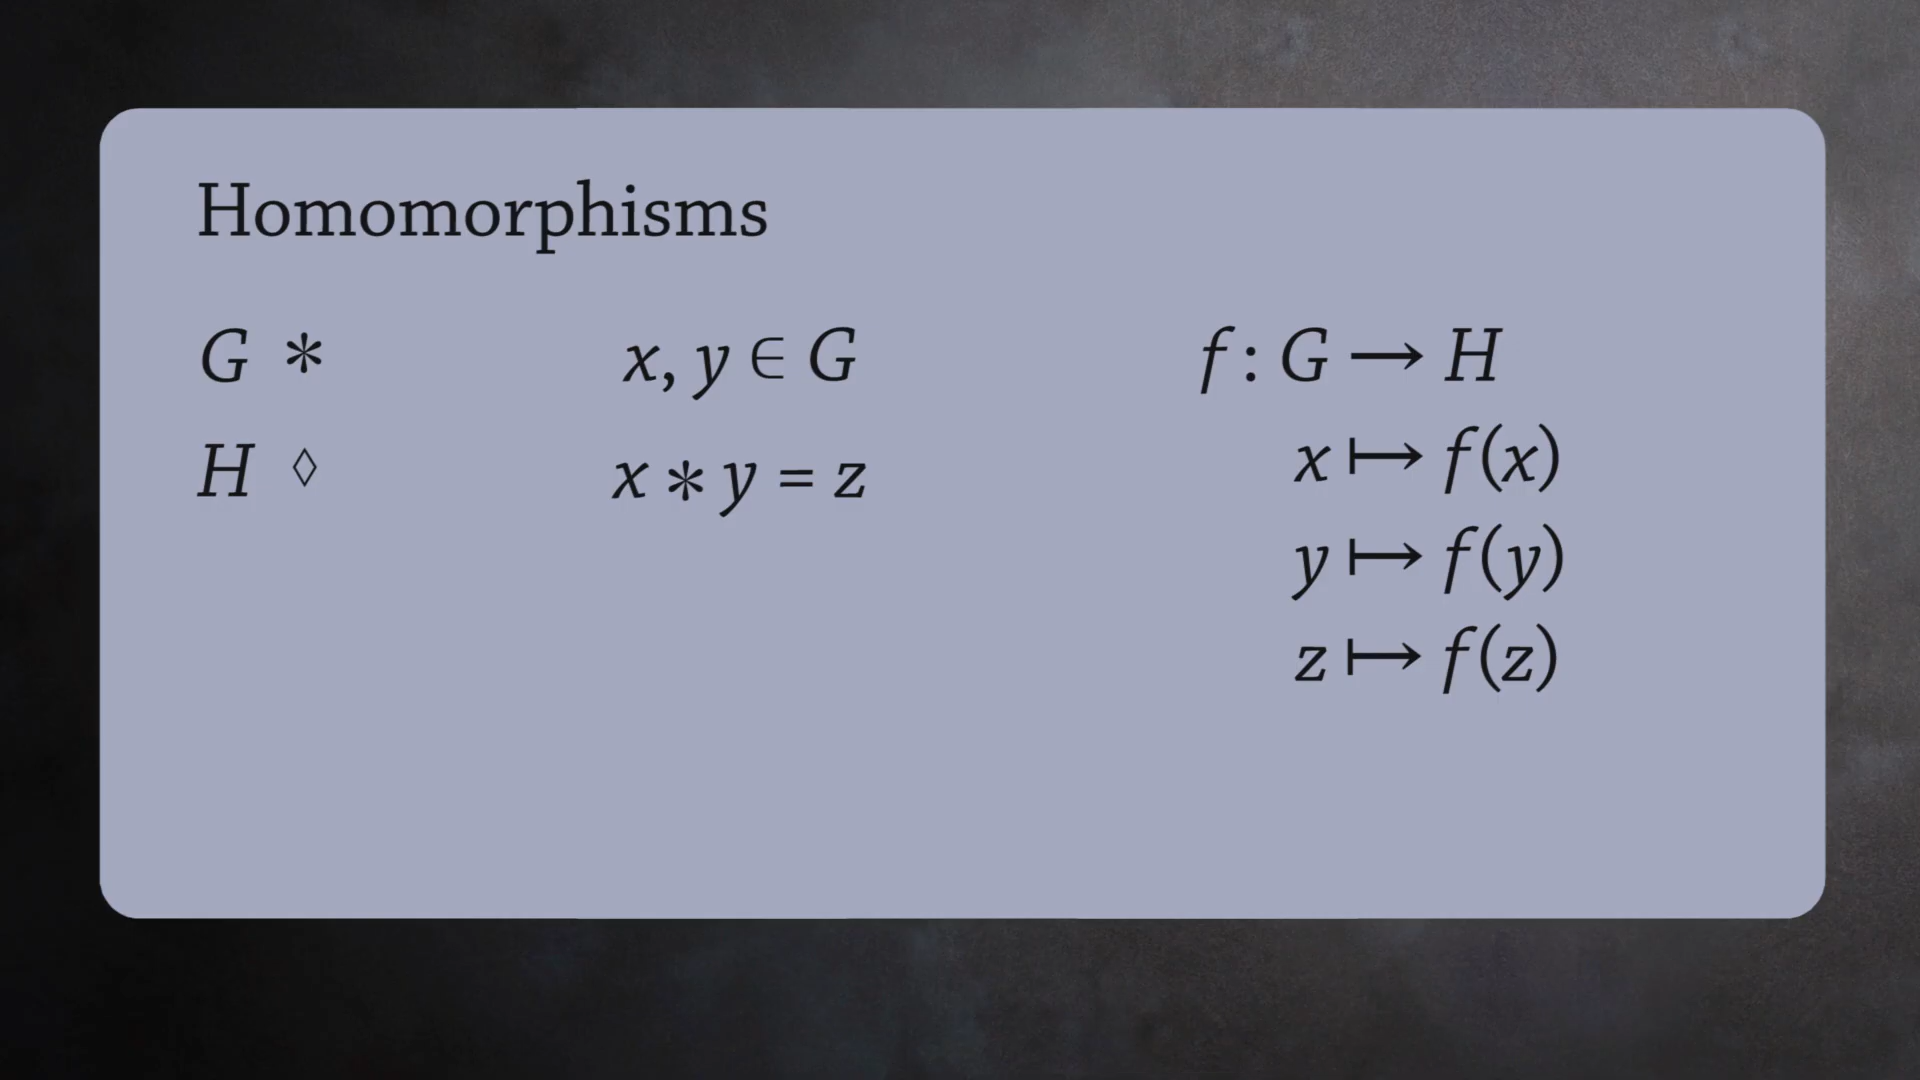 Homomorphisms
G *
H ◊
x, y ∈ G
x * y = z
f : G ⟶ H
x ⟼ f(x)
y ⟼ f(y)
z ⟼ f(z)